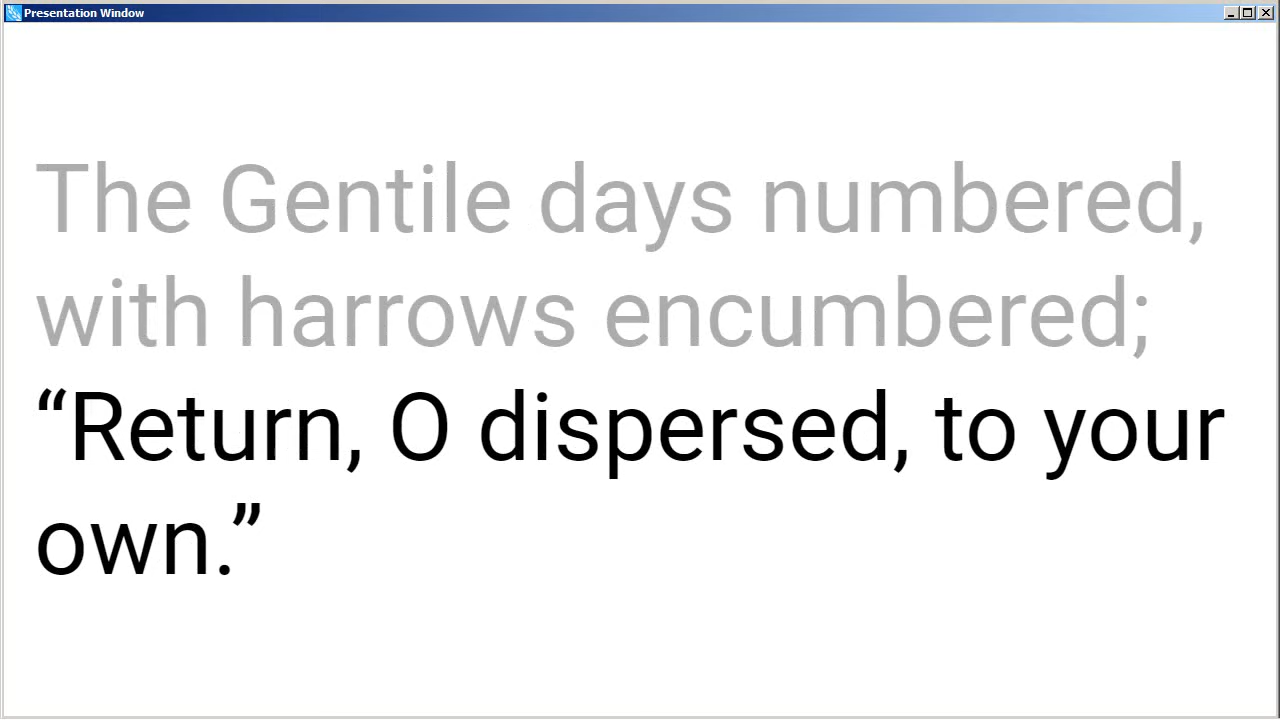 Presentation Window
The Gentile days numbered,
with harrows encumbered;
“Return, O dispersed, to your
own.”